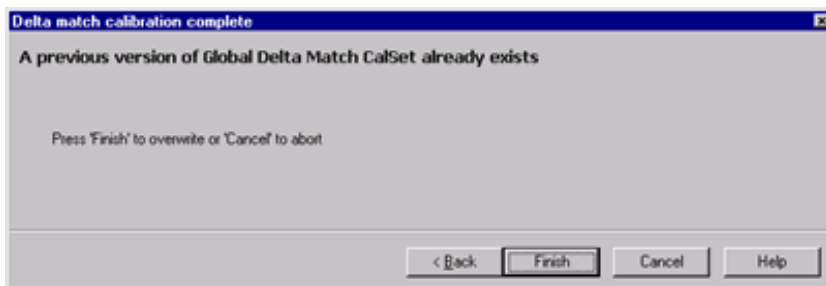 Delta match calibration complete
A previous version of Global Delta Match CalSet already exists
Press 'Finish' to overwrite or 'Cancel' to abort
< Back Finish Cancel Help